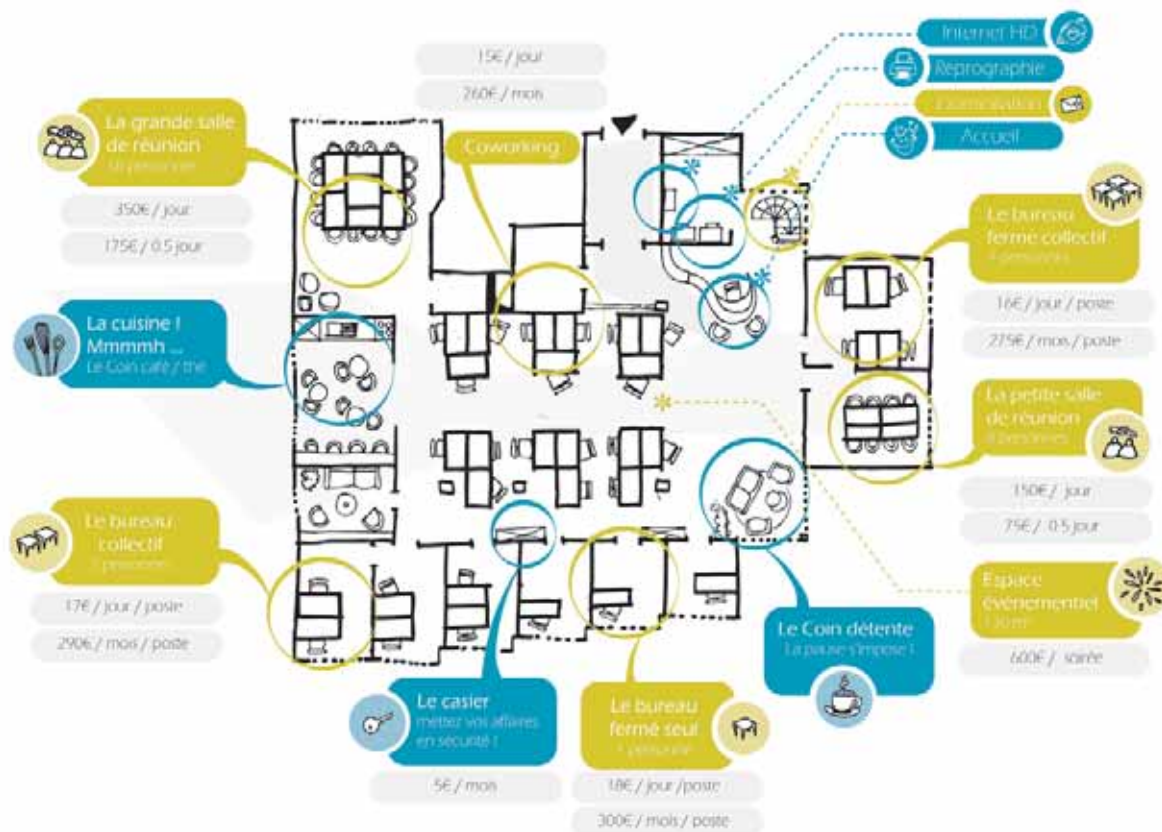 15€ / jour
260€ / mois
Coworking
Internet HD
Reprographie
Domiciliation
Accueil
La grande salle
de réunion
350€ / jour
175€ / 0.5 jour
La cuisine !
Mmmmh ...
Le Coin café / thé
Le bureau
collectif
17€ / jour / poste
290€ / mois / poste
Le bureau
fermé collectif
16€ / jour / poste
275€ / mois / poste
La petite salle
de réunion
150€ / jour
75€ / 0.5 jour
Espace
évènementiel
600€ / soirée
Le Coin détente
La pause s'impose !
Le casier
mettez vos affaires
en sécurité !
5€ / mois
Le bureau
fermé seul
1 personne
18€ / jour /poste
300€ / mois / poste